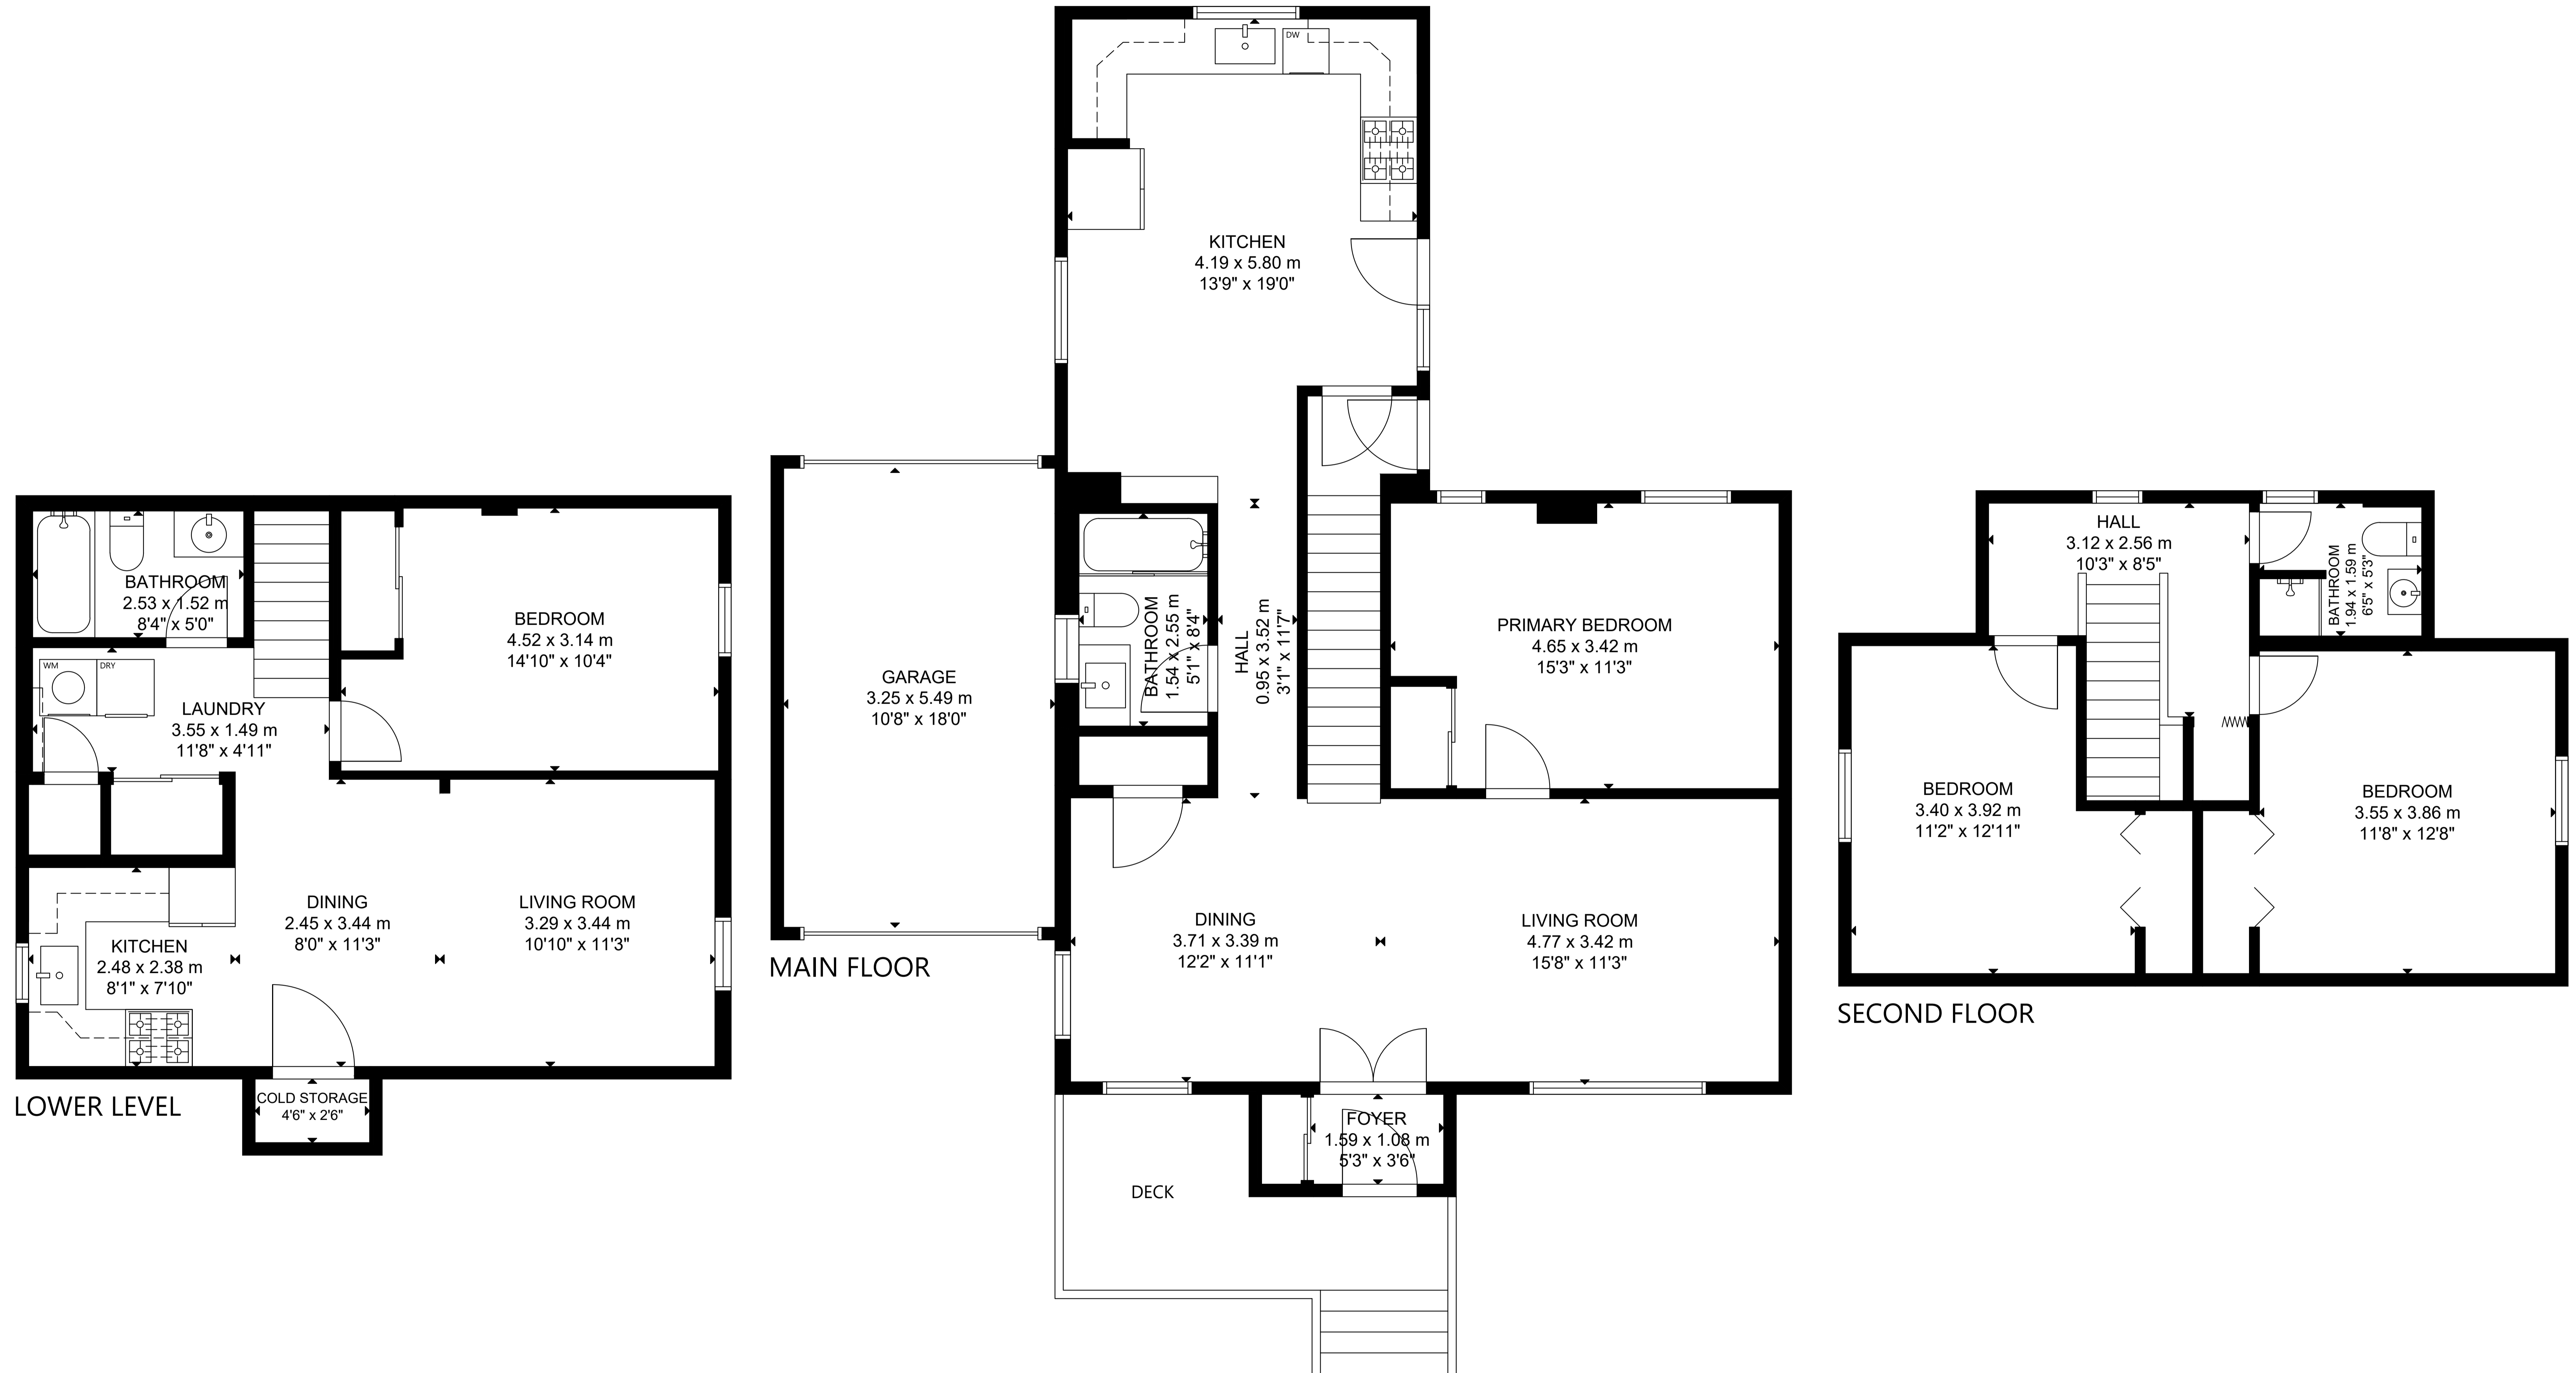 BATHROOM
2.53 x 1.52 m
8'4" x 5'0"
WM
DRY
LAUNDRY
3.55 x 1.49 m
11'8" x 4'11"
BEDROOM
4.52 x 3.14 m
14'10" x 10'4"
KITCHEN
2.48 x 2.38 m
8'1" x 7'10"
DINING
2.45 x 3.44 m
8'0" x 11'3"
LIVING ROOM
3.29 x 3.44 m
10'10" x 11'3"
COLD STORAGE
4'6" x 2'6"
LOWER LEVEL
DW
KITCHEN
4.19 x 5.80 m
13'9" x 19'0"
GARAGE
3.25 x 5.49 m
10'8" x 18'0"
BATHROOM
1.54 x 2.55 m
5'1" x 8'4"
HALL
0.95 x 3.52 m
3'1" x 11'7"
PRIMARY BEDROOM
4.65 x 3.42 m
15'3" x 11'3"
DINING
3.71 x 3.39 m
12'2" x 11'1"
LIVING ROOM
4.77 x 3.42 m
15'8" x 11'3"
FOYER
1.59 x 1.08 m
5'3" x 3'6"
DECK
MAIN FLOOR
HALL
3.12 x 2.56 m
10'3" x 8'5"
BATHROOM
1.94 x 1.59 m
6'5" x 5'3"
BEDROOM
3.40 x 3.92 m
11'2" x 12'11"
BEDROOM
3.55 x 3.86 m
11'8" x 12'8"
SECOND FLOOR